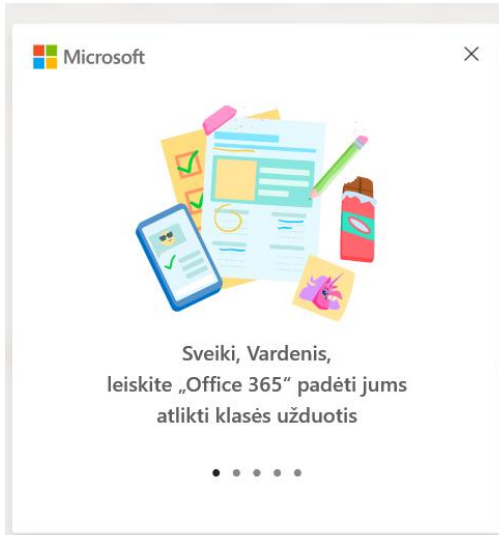 Microsoft
Sveiki, Vardenis,
leiskite „Office 365“ padėti jums
atlikti klasės užduotis